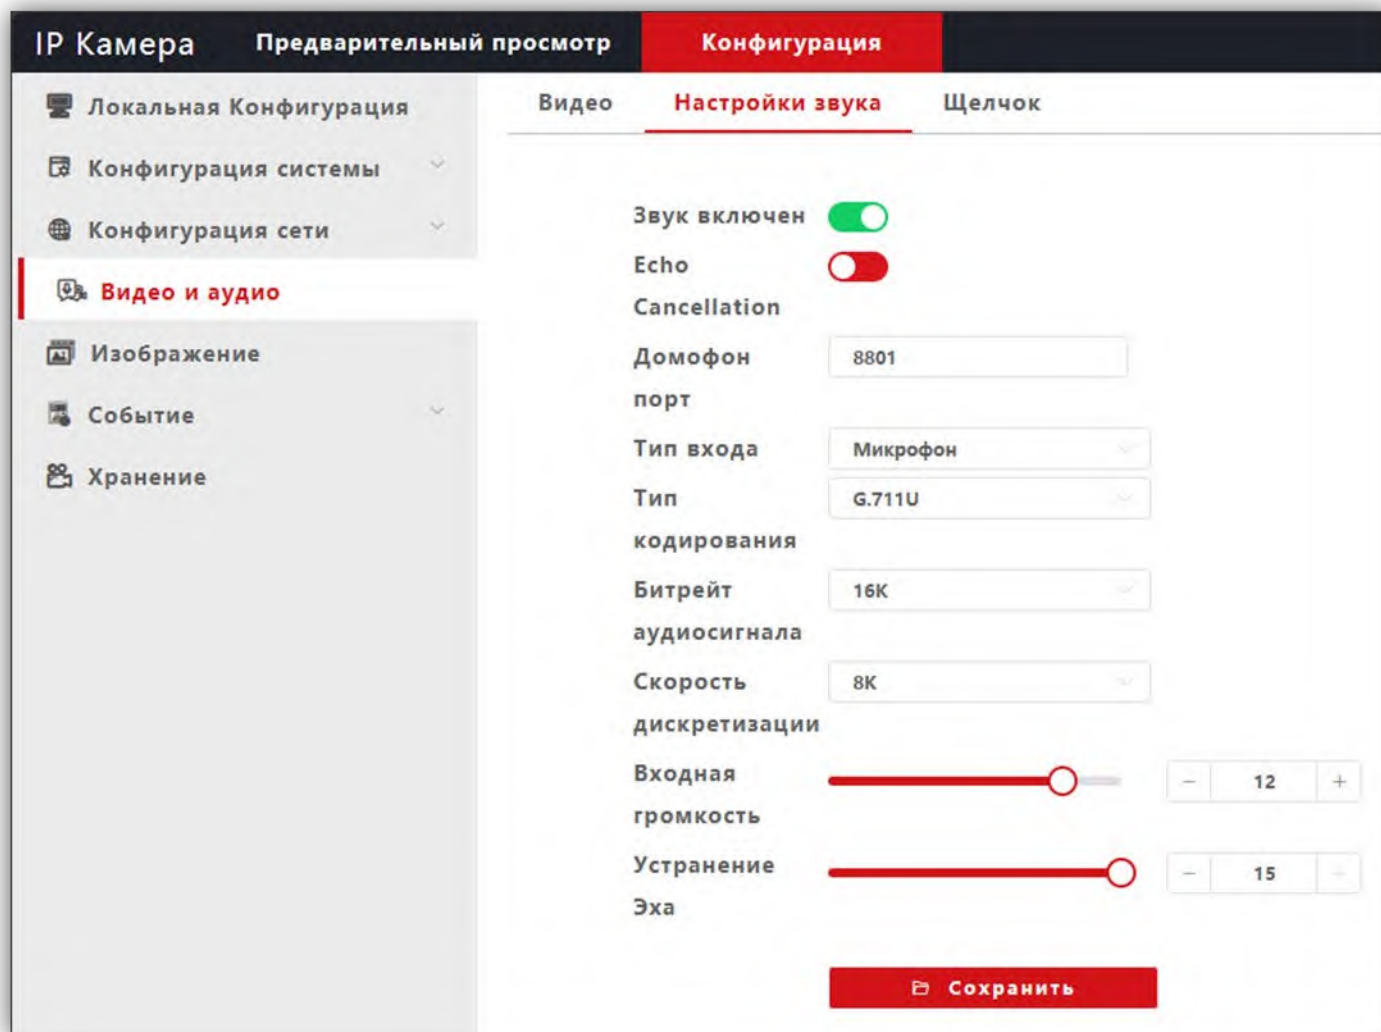 IP Камера Предварительный просмотр Конфигурация
Локальная Конфигурация
Конфигурация системы
Конфигурация сети
Видео и аудио
Изображение
Событие
Хранение
Видео Настройки звука Щелчок
Звук включен
Echo
Cancellation
Домофон
порт
8801
Тип входа
Микрофон
Тип
кодирования
G.711U
Битрейт
аудиосигнала
16K
Скорость
дискретизации
8K
Входная
громкость
− 12 +
Устранение
Эха
− 15 +
Сохранить